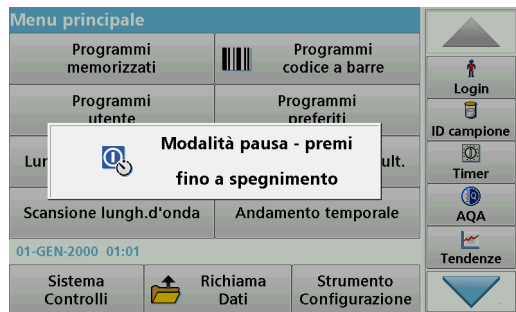 Menu principale
Programmi
memorizzati
Programmi
codice a barre
Programmi
utente
Programmi
preferiti
Modalità pausa - premi
fino a spegnimento
Lur
ult.
Scansione lungh.d'onda
Andamento temporale
01-GEN-2000 01:01
Sistema
Controlli
Richiama
Dati
Strumento
Configurazione
Login
ID campione
Timer
AQA
Tendenze